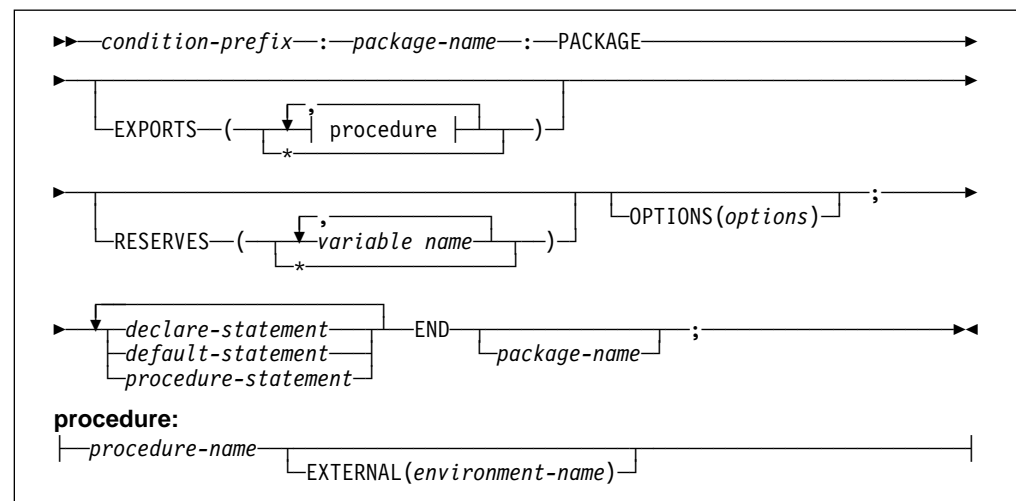 condition-prefix : package-name : PACKAGE
,
EXPORTS ( procedure )
*
,
RESERVES ( variable name ) OPTIONS(options) ;
*
declare-statement END package-name ;
default-statement
procedure-statement
procedure:
procedure-name EXTERNAL(environment-name)